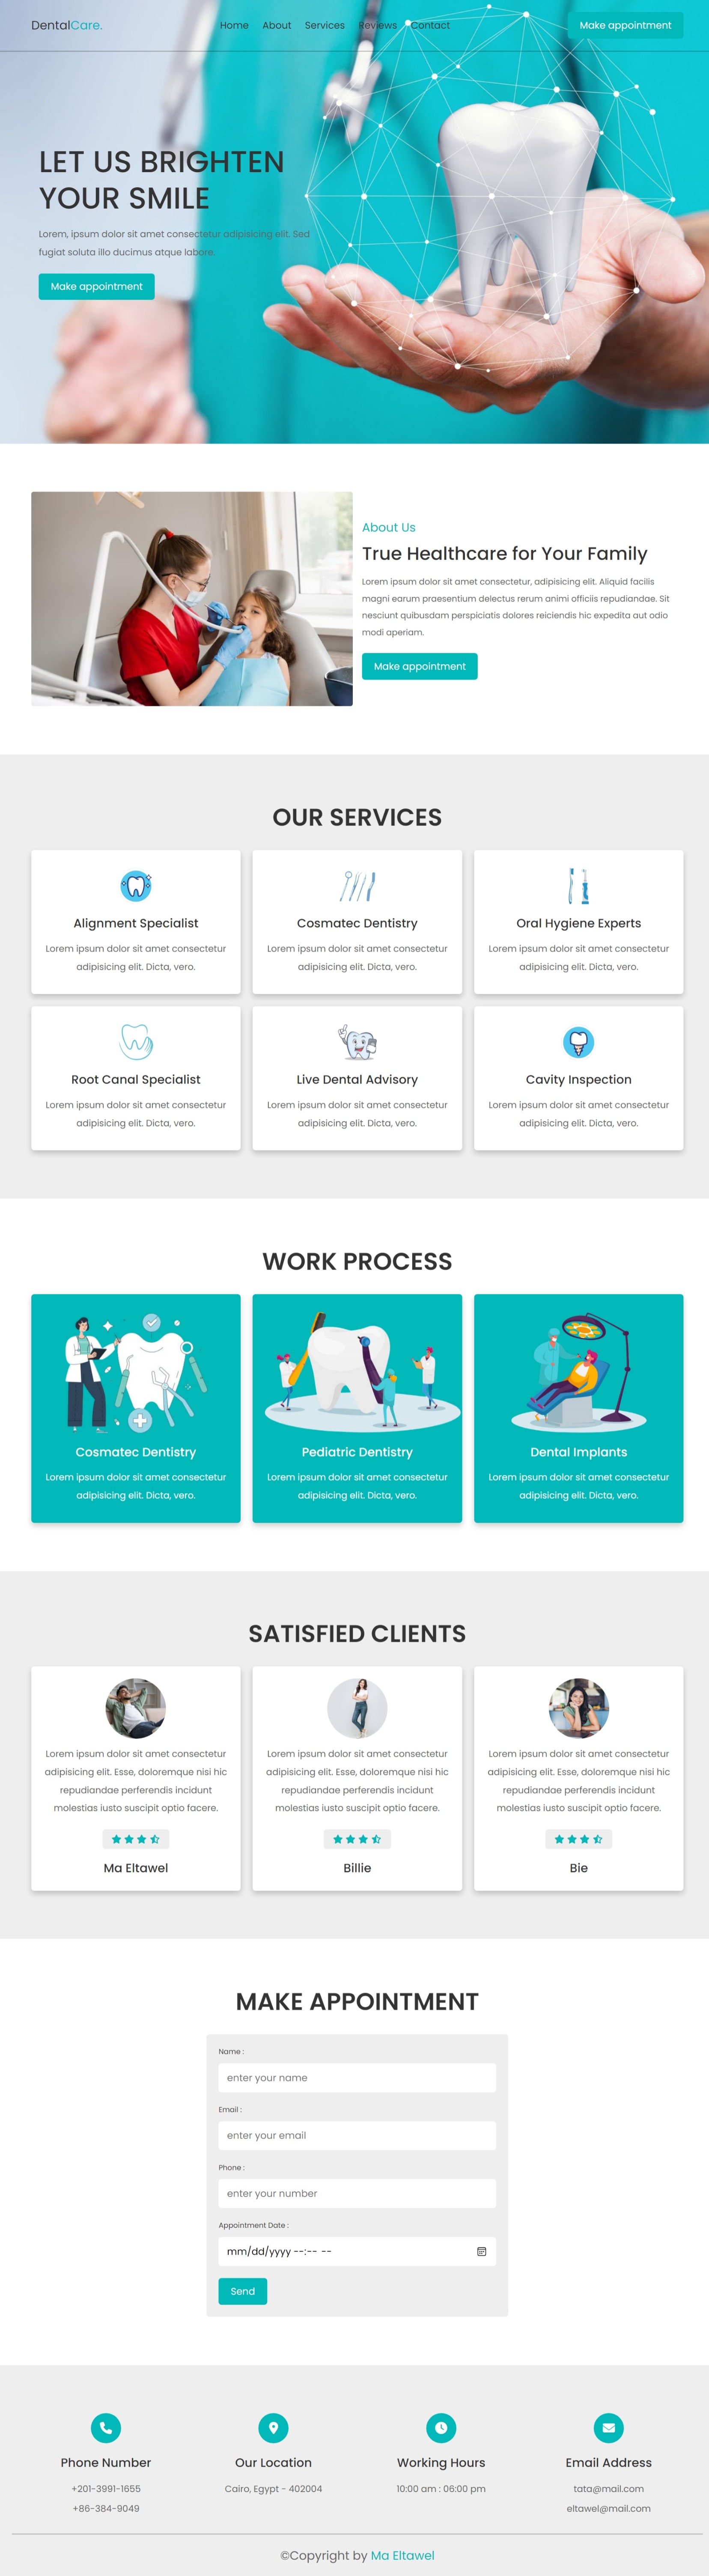 DentalCare.
Home About Services Reviews Contact
Make appointment
LET US BRIGHTEN
YOUR SMILE
Lorem, ipsum dolor sit amet consectetur adipisicing elit. Sed
fugiat soluta illo ducimus atque labore.
Make appointment
About Us
True Healthcare for Your Family
Lorem ipsum dolor sit amet consectetur, adipisicing elit. Aliquid facilis
magni earum praesentium delectus rerum animi officiis repudiandae. Sit
nesciunt quibusdam perspiciatis dolores reiciendis hic expedita aut odio
modi aperiam.
Make appointment
OUR SERVICES
Alignment Specialist
Lorem ipsum dolor sit amet consectetur
adipisicing elit. Dicta, vero.
Cosmatec Dentistry
Lorem ipsum dolor sit amet consectetur
adipisicing elit. Dicta, vero.
Oral Hygiene Experts
Lorem ipsum dolor sit amet consectetur
adipisicing elit. Dicta, vero.
Root Canal Specialist
Lorem ipsum dolor sit amet consectetur
adipisicing elit. Dicta, vero.
Live Dental Advisory
Lorem ipsum dolor sit amet consectetur
adipisicing elit. Dicta, vero.
Cavity Inspection
Lorem ipsum dolor sit amet consectetur
adipisicing elit. Dicta, vero.
WORK PROCESS
Cosmatec Dentistry
Lorem ipsum dolor sit amet consectetur
adipisicing elit. Dicta, vero.
Pediatric Dentistry
Lorem ipsum dolor sit amet consectetur
adipisicing elit. Dicta, vero.
Dental Implants
Lorem ipsum dolor sit amet consectetur
adipisicing elit. Dicta, vero.
SATISFIED CLIENTS
Lorem ipsum dolor sit amet consectetur
adipisicing elit. Esse, doloremque nisi hic
repudiandae perferendis incidunt
molestias iusto suscipit optio facere.
Ma Eltawel
Lorem ipsum dolor sit amet consectetur
adipisicing elit. Esse, doloremque nisi hic
repudiandae perferendis incidunt
molestias iusto suscipit optio facere.
Billie
Lorem ipsum dolor sit amet consectetur
adipisicing elit. Esse, doloremque nisi hic
repudiandae perferendis incidunt
molestias iusto suscipit optio facere.
Bie
MAKE APPOINTMENT
Name :
enter your name
Email :
enter your email
Phone :
enter your number
Appointment Date :
mm/dd/yyyy --:-- --
Send
Phone Number
+201-3991-1655
+86-384-9049
Our Location
Cairo, Egypt - 402004
Working Hours
10:00 am : 06:00 pm
Email Address
tata@mail.com
eltawel@mail.com
©Copyright by Ma Eltawel